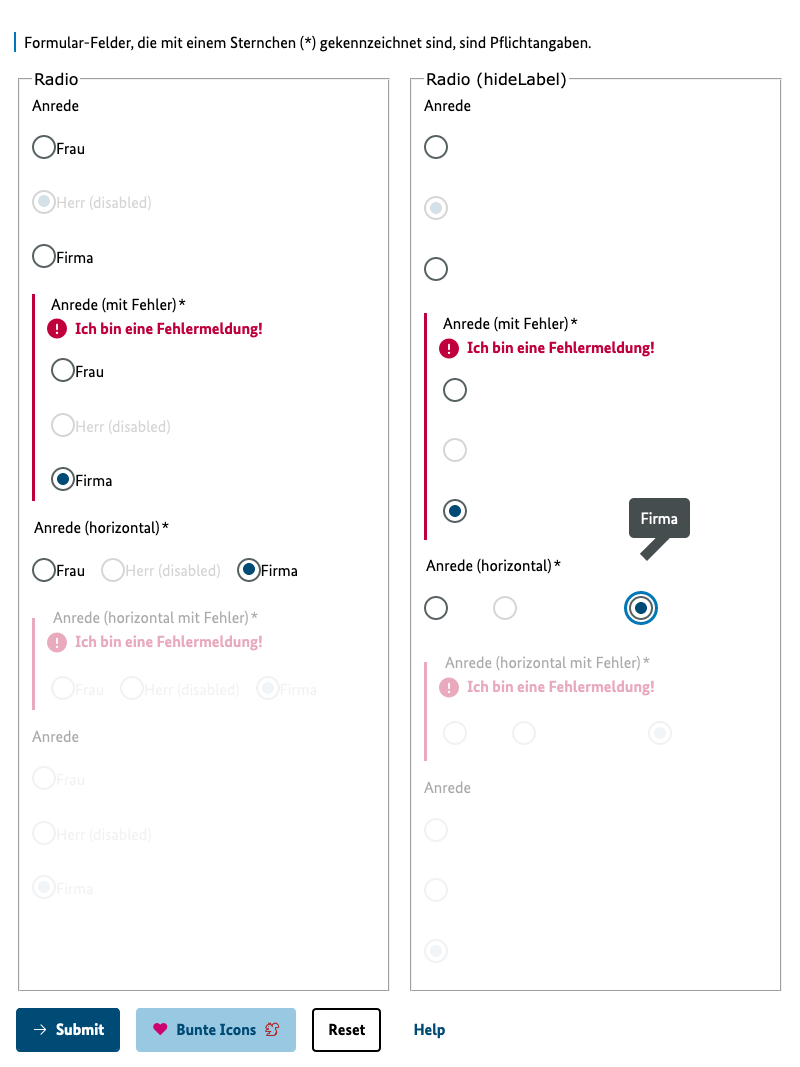 Formular-Felder, die mit einem Sternchen (*) gekennzeichnet sind, sind Pflichtangaben.
Radio
Anrede
Frau
Herr (disabled)
Firma
Anrede (mit Fehler)*
Ich bin eine Fehlermeldung!
Frau
Herr (disabled)
Firma
Anrede (horizontal)*
Frau Herr (disabled) Firma
Anrede (horizontal mit Fehler)*
Ich bin eine Fehlermeldung!
Frau Herr (disabled) Firma
Anrede
Frau
Herr (disabled)
Firma
Radio (hideLabel)
Anrede
Anrede (mit Fehler)*
Ich bin eine Fehlermeldung!
Firma
Anrede (horizontal)*
Anrede (horizontal mit Fehler)*
Ich bin eine Fehlermeldung!
Anrede
Submit Bunte Icons Reset Help